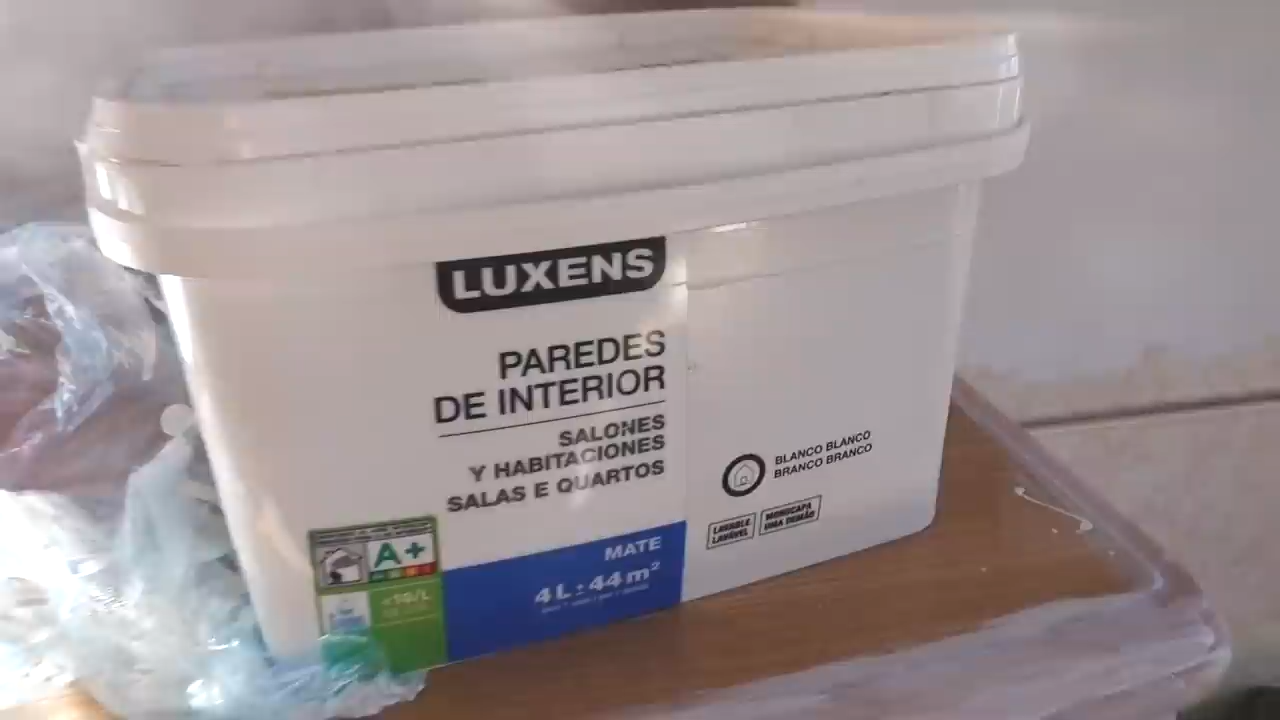 LUXENS
PAREDES
DE INTERIOR
SALONES
Y HABITACIONES
SALAS E QUARTOS
MATE
4 L ± 44 m²
A+
BLANCO BLANCO
BRANCO BRANCO
LAVABLE
LAVÁVEL
MONOCAPA
UMA DEMÃO